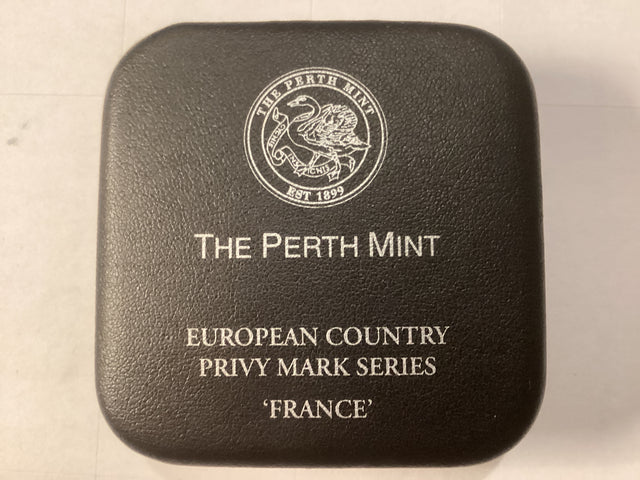 THE PERTH MINT
EST 1899
THE PERTH MINT
EUROPEAN COUNTRY
PRIVY MARK SERIES
‘FRANCE’